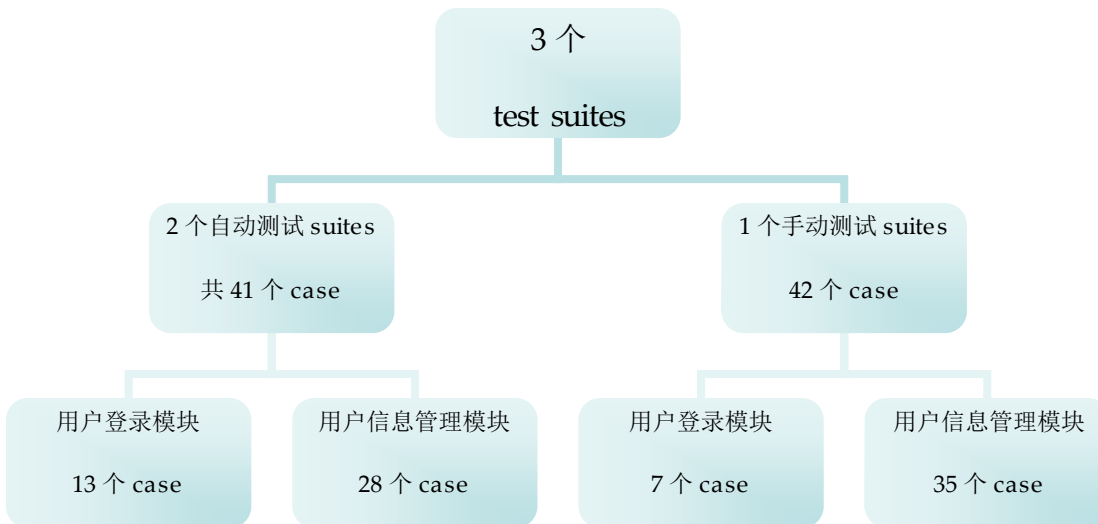 3 个
test suites
2 个自动测试 suites
共 41 个 case
1 个手动测试 suites
42 个 case
用户登录模块
13 个 case
用户信息管理模块
28 个 case
用户登录模块
7 个 case
用户信息管理模块
35 个 case